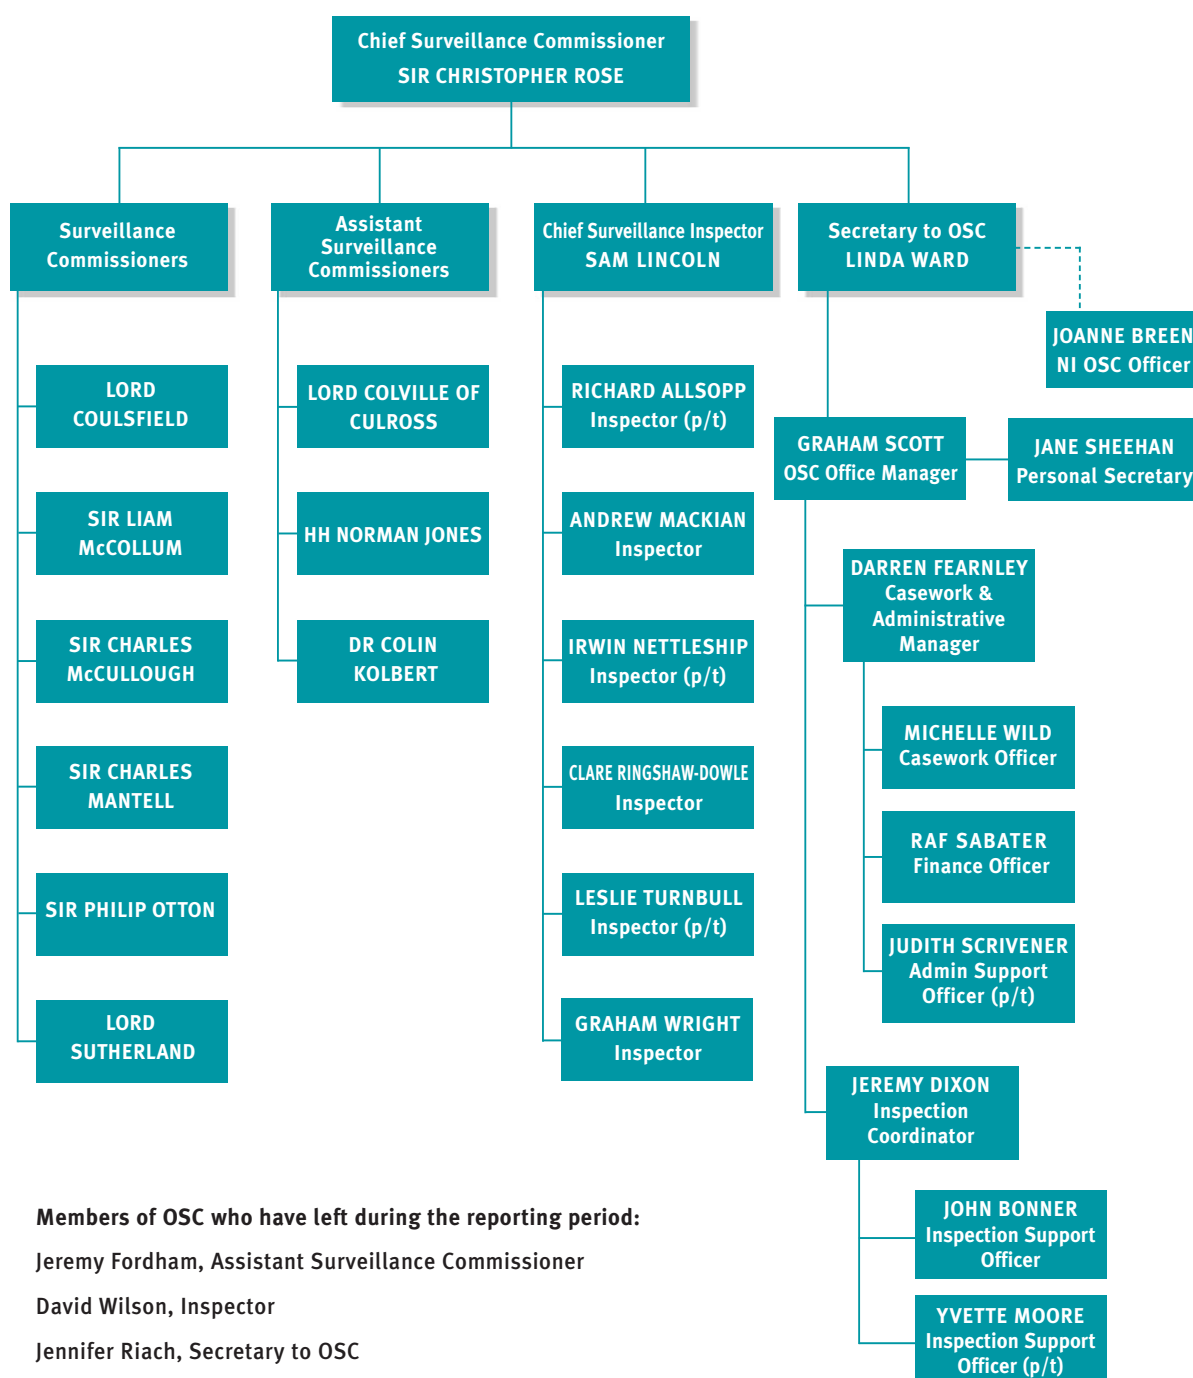 Chief Surveillance Commissioner
SIR CHRISTOPHER ROSE
Surveillance
Commissioners
Assistant
Surveillance
Commissioners
Chief Surveillance Inspector
SAM LINCOLN
Secretary to OSC
LINDA WARD
JOANNE BREEN
NI OSC Officer
LORD
COULSFIELD
SIR LIAM
McCOLLUM
SIR CHARLES
McCULLOUGH
SIR CHARLES
MANTELL
SIR PHILIP OTTON
LORD
SUTHERLAND
LORD COLVILLE OF
CULROSS
HH NORMAN JONES
DR COLIN
KOLBERT
RICHARD ALLSOPP
Inspector (p/t)
ANDREW MACKIAN
Inspector
IRWIN NETTLESHIP
Inspector (p/t)
CLARE RINGSHAW-DOWLE
Inspector
LESLIE TURNBULL
Inspector (p/t)
GRAHAM WRIGHT
Inspector
GRAHAM SCOTT
OSC Office Manager
JANE SHEEHAN
Personal Secretary
DARREN FEARNLEY
Casework &
Administrative
Manager
MICHELLE WILD
Casework Officer
RAF SABATER
Finance Officer
JUDITH SCRIVENER
Admin Support
Officer (p/t)
JEREMY DIXON
Inspection
Coordinator
JOHN BONNER
Inspection Support
Officer
YVETTE MOORE
Inspection Support
Officer (p/t)
Members of OSC who have left during the reporting period:
Jeremy Fordham, Assistant Surveillance Commissioner
David Wilson, Inspector
Jennifer Riach, Secretary to OSC